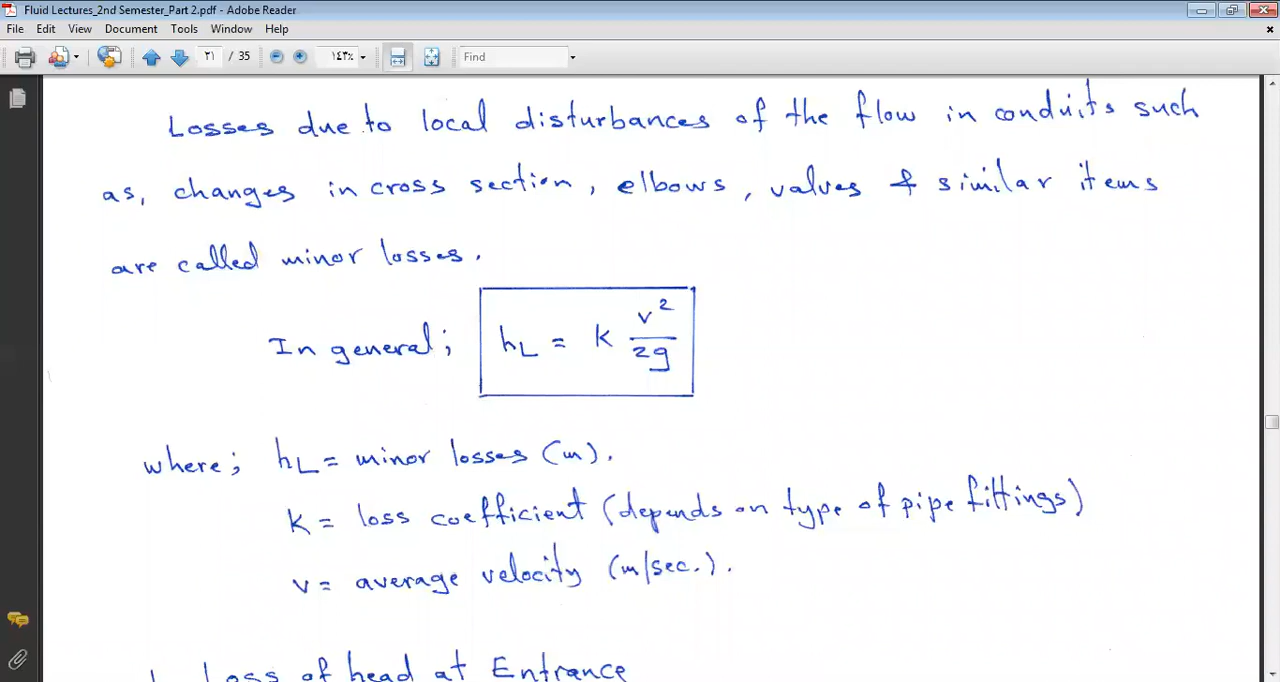 Fluid Lectures_2nd Semester_Part 2.pdf - Adobe Reader
File Edit View Document Tools Window Help
٢١ / 35 ١٤٣% Find
Losses due to local disturbances of the flow in conduits such
as, changes in cross section, elbows, valves & similar items
are called minor losses.
In general; hL = k v²/2g
where; hL = minor losses (m).
K = loss coefficient (depends on type of pipe fittings)
v = average velocity (m/sec.).
1. Loss of head at Entrance